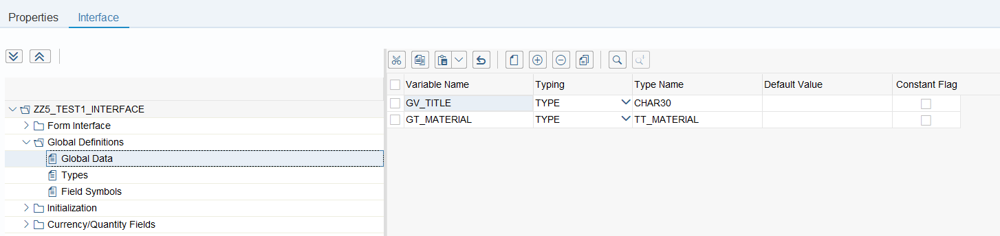 Properties Interface
Variable Name Typing Type Name Default Value Constant Flag
GV_TITLE TYPE CHAR30
GT_MATERIAL TYPE TT_MATERIAL
ZZ5_TEST1_INTERFACE
Form Interface
Global Definitions
Global Data
Types
Field Symbols
Initialization
Currency/Quantity Fields